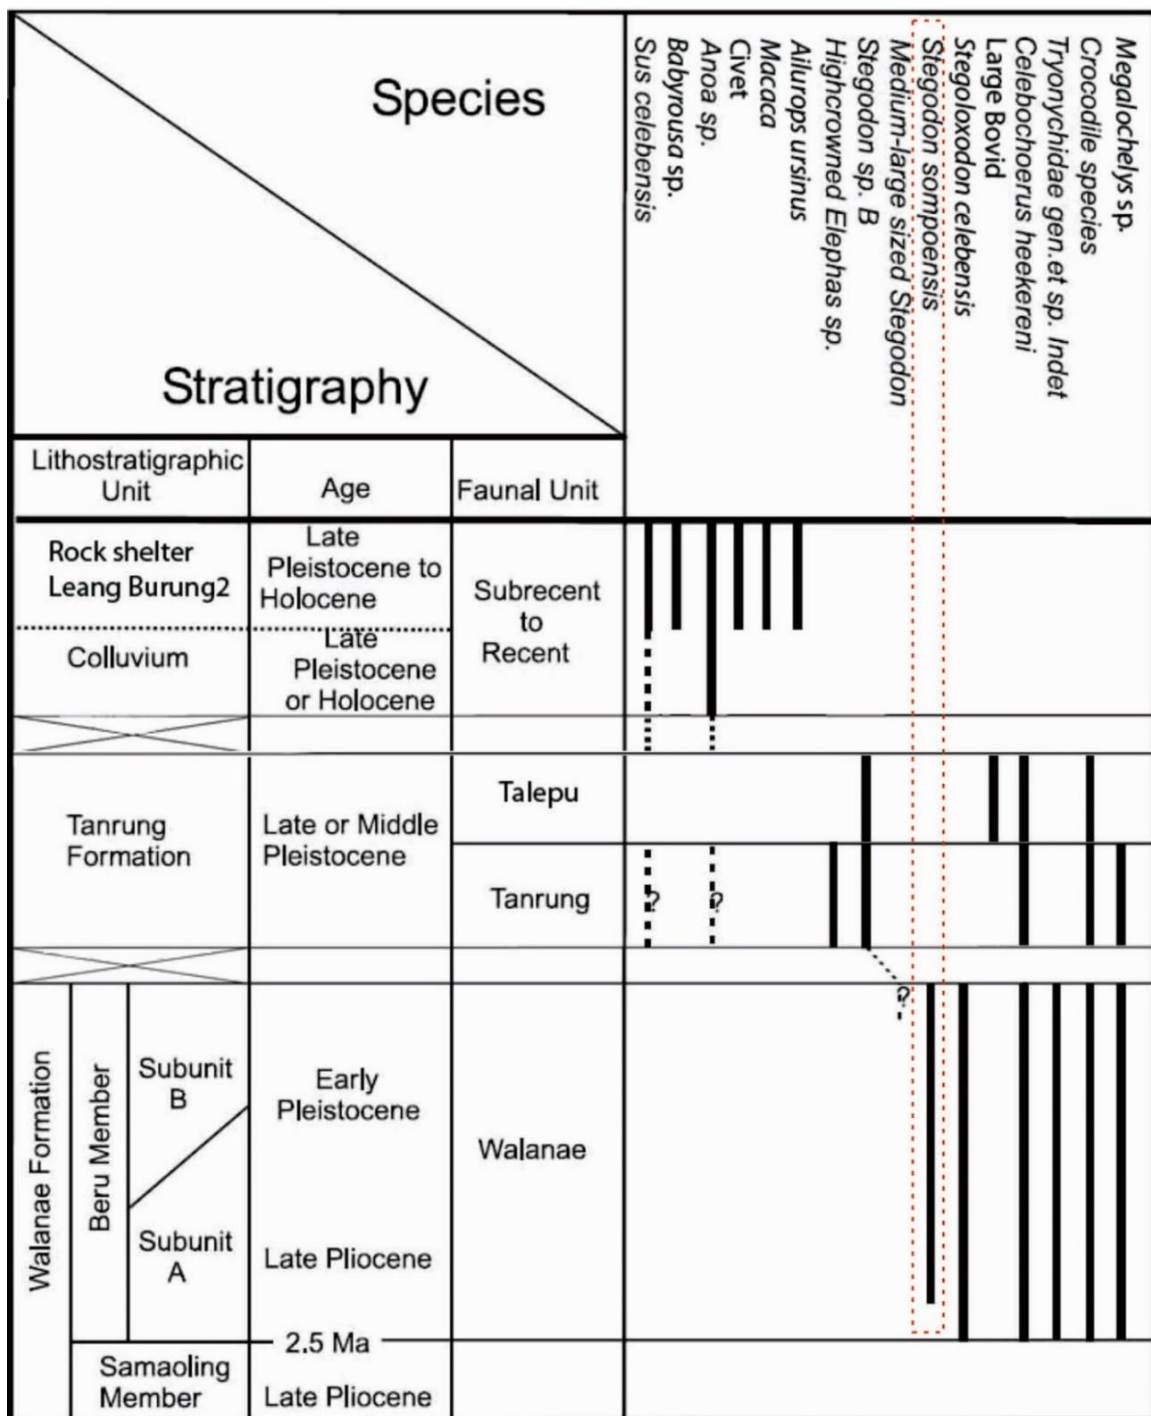 Species
Stratigraphy
Sus celebensis
Babyrousa sp.
Anoa sp.
Civet
Macaca
Ailurops ursinus
Highcrowned Elephas sp.
Stegodon sp. B
Medium-large sized Stegodon
Stegodon sompoensis
Stegoloxodon celebensis
Large Bovid
Celebochoerus heekereni
Tryonychidae gen.et sp. Indet
Crocodile species
Megalochelys sp.
Lithostratigraphic
Unit
Age
Faunal Unit
Rock shelter
Leang Burung2
Late
Pleistocene to
Holocene
Subrecent
to
Recent
Colluvium
Late
Pleistocene
or Holocene
Tanrung
Formation
Late or Middle
Pleistocene
Talepu
Tanrung
?
?
?
Walanae Formation
Beru Member
Subunit
B
Early
Pleistocene
Walanae
Subunit
A
Late Pliocene
2.5 Ma
Samaoling
Member
Late Pliocene